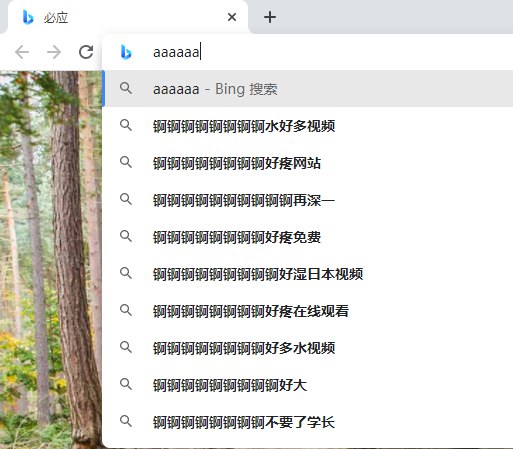 必应
aaaaaa
aaaaaa - Bing 搜索
锕锕锕锕锕锕锕锕水好多视频
锕锕锕锕锕锕锕锕好疼网站
锕锕锕锕锕锕锕锕锕锕再深一
锕锕锕锕锕锕锕锕好疼免费
锕锕锕锕锕锕锕锕锕好湿日本视频
锕锕锕锕锕锕锕锕好疼在线观看
锕锕锕锕锕锕锕锕好多水视频
锕锕锕锕锕锕锕锕锕好大
锕锕锕锕锕锕锕锕不要了学长